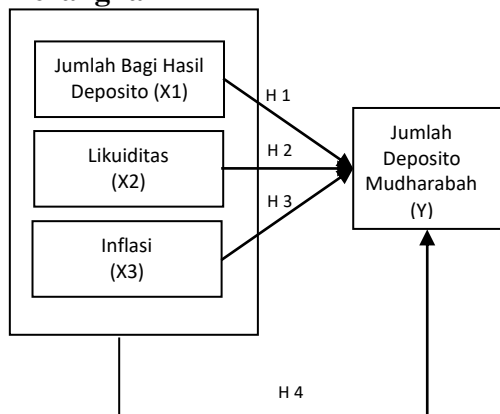 Jumlah Bagi Hasil
Deposito (X1)
H 1
Likuiditas
(X2)
H 2
H 3
Inflasi
(X3)
Jumlah
Deposito
Mudharabah
(Y)
H 4